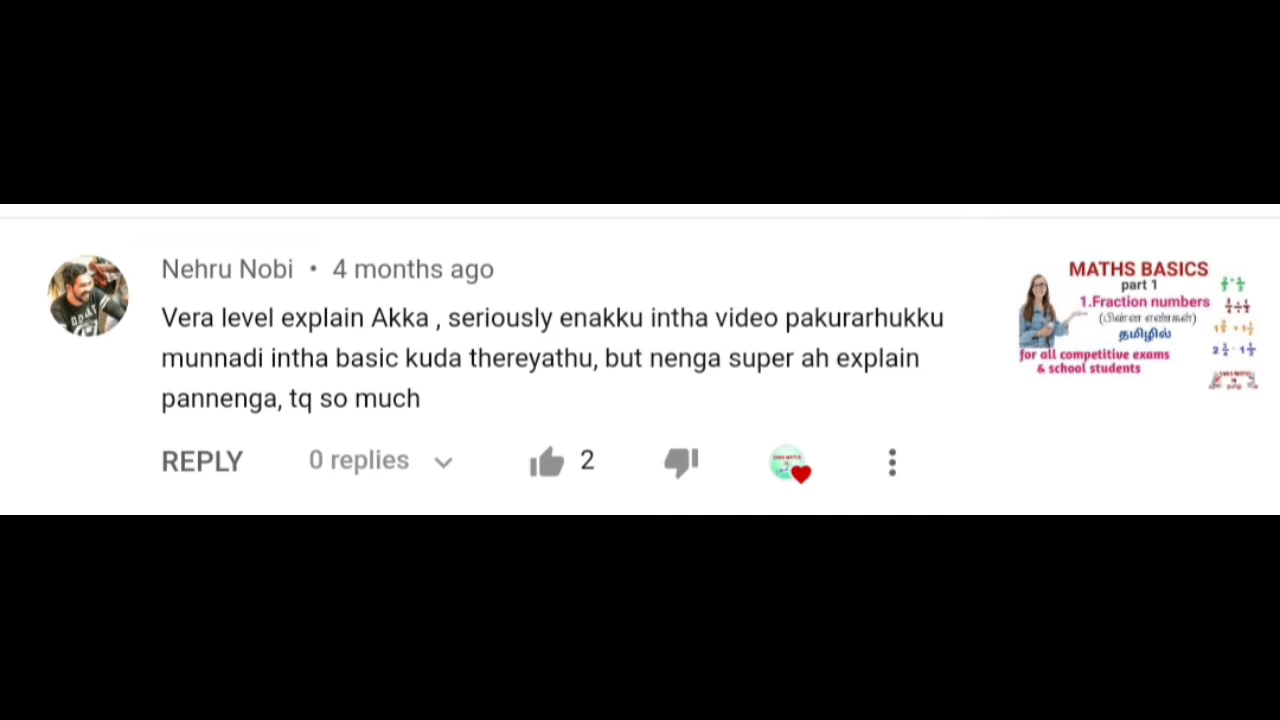 Nehru Nobi • 4 months ago
Vera level explain Akka , seriously enakku intha video pakurarhukku
munnadi intha basic kuda thereyathu, but nenga super ah explain
pannenga, tq so much
REPLY 0 replies 2
MATHS BASICS
part 1
1.Fraction numbers
(பின்ன எண்கள்)
தமிழில்
for all competitive exams
& school students